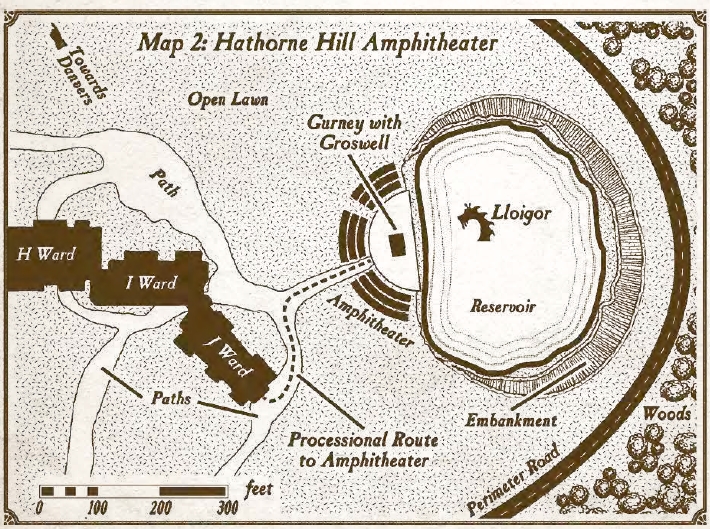 Map 2: Hathorne Hill Amphitheater
Towards
Danvers
Open Lawn
Gurney with
Groswell
Path
Lloigor
H Ward
I Ward
Reservoir
Amphitheater
J Ward
Paths
Embankment
Woods
Processional Route
to Amphitheater
Perimeter Road
feet
0 100 200 300